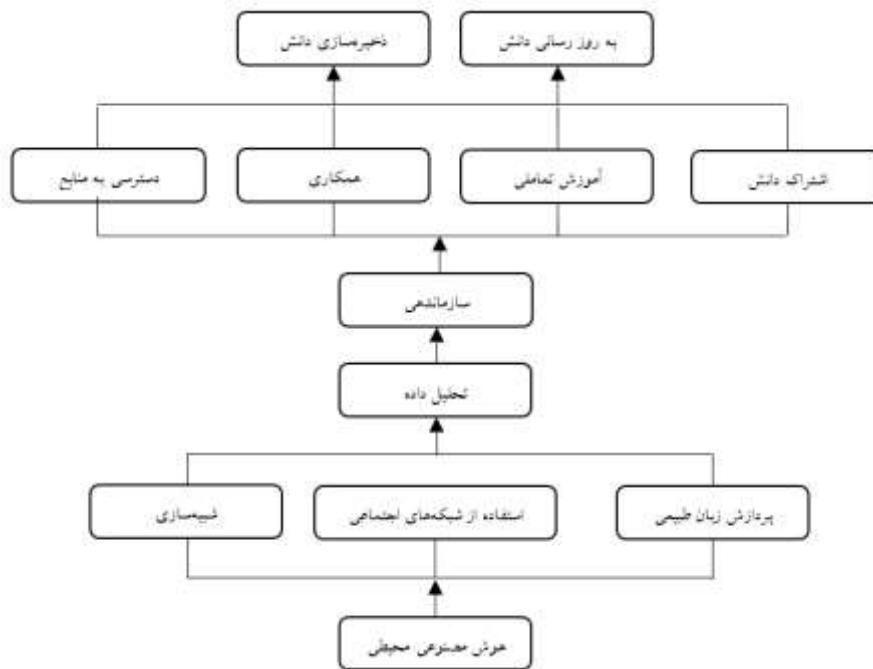 به روز رسانی دانش
ذخیره‌سازی دانش
اشتراک دانش
آموزش تعاملی
همکاری
دسترسی به منابع
سازماندهی
تحلیل داده
پردازش زبان طبیعی
استفاده از شبکه‌های اجتماعی
شبیه‌سازی
هوش مصنوعی محیطی